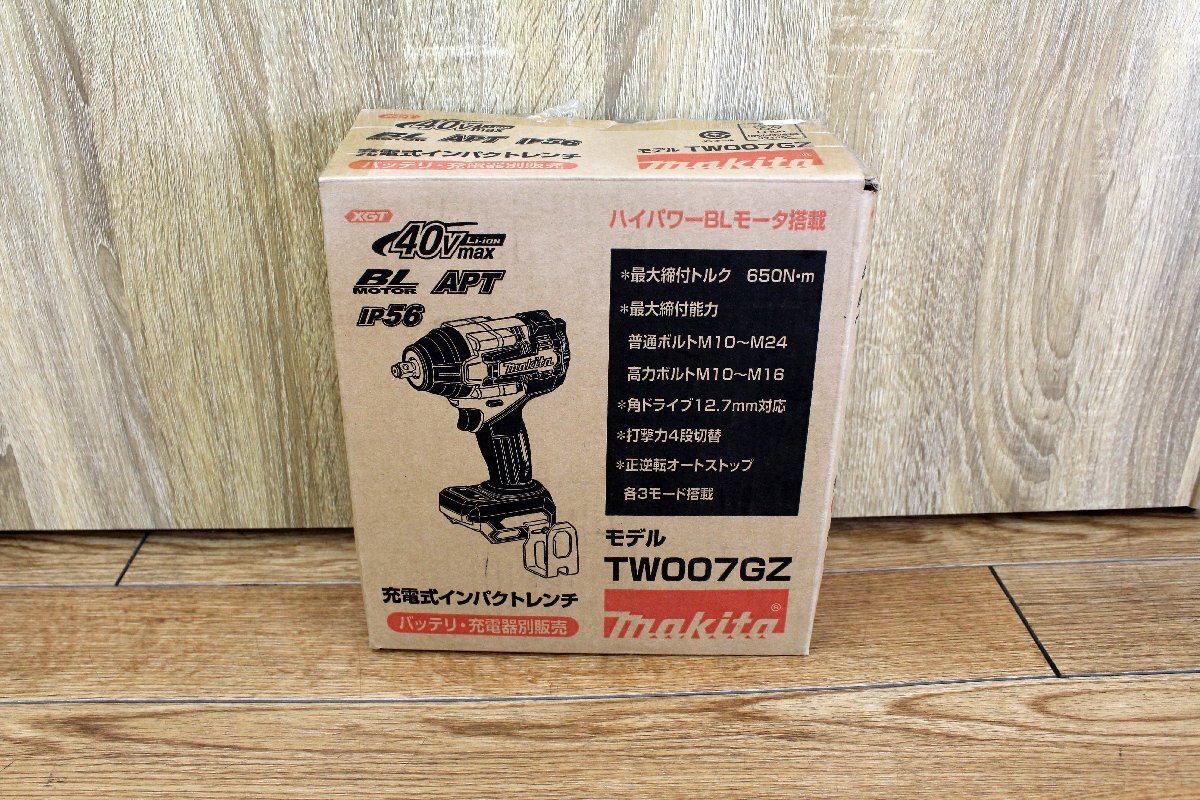 XGT
40Vmax
BL APT IP56
充電式インパクトレンチ
バッテリ・充電器別販売
モデル TW007GZ
makita
XGT
40Vmax Li-ION
BL MOTOR APT
IP56
makita
充電式インパクトレンチ
バッテリ・充電器別販売
ハイパワーBLモータ搭載
*最大締付トルク 650N·m
*最大締付能力
普通ボルトM10〜M24
高力ボルトM10〜M16
*角ドライブ12.7mm対応
*打撃力4段切替
*正逆転オートストップ
各3モード搭載
モデル
TW007GZ
makita®